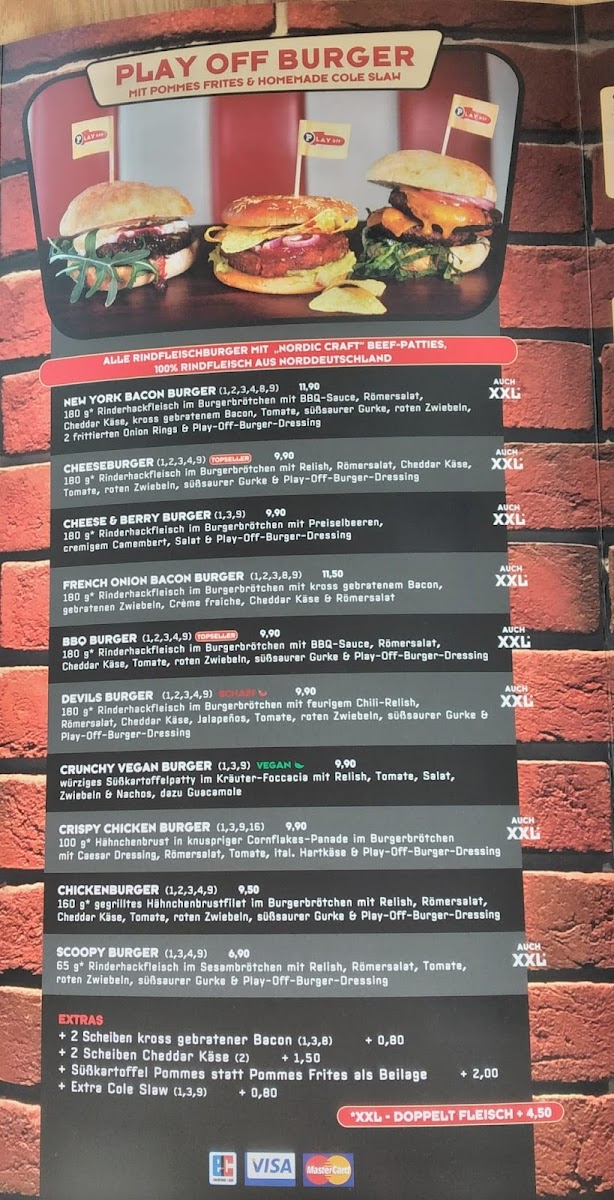 PLAY OFF BURGER
MIT POMMES FRITES & HOMEMADE COLE SLAW
PLAY OFF
PLAY OFF
PLAY OFF
ALLE RINDFLEISCHBURGER MIT „NORDIC CRAFT" BEEF-PATTIES,
100% RINDFLEISCH AUS NORDDEUTSCHLAND
NEW YORK BACON BURGER (1,2,3,4,8,9) 11,90
AUCH
XXL*
180 g* Rinderhackfleisch im Burgerbrötchen mit BBQ-Sauce, Römersalat,
Cheddar Käse, kross gebratenem Bacon, Tomate, süßsaurer Gurke, roten Zwiebeln,
2 frittierten Onion Rings & Play-Off-Burger-Dressing
CHEESEBURGER (1,2,3,4,9) TOPSELLER 9,90
AUCH
XXL*
180 g* Rinderhackfleisch im Burgerbrötchen mit Relish, Römersalat, Cheddar Käse,
Tomate, roten Zwiebeln, süßsaurer Gurke & Play-Off-Burger-Dressing
CHEESE & BERRY BURGER (1,3,9) 9,90
AUCH
XXL*
180 g* Rinderhackfleisch im Burgerbrötchen mit Preiselbeeren,
cremigem Camembert, Salat & Play-Off-Burger-Dressing
FRENCH ONION BACON BURGER (1,2,3,8,9) 11,50
AUCH
XXL*
180 g* Rinderhackfleisch im Burgerbrötchen mit kross gebratenem Bacon,
gebratenen Zwiebeln, Crème fraiche, Cheddar Käse & Römersalat
BBQ BURGER (1,2,3,4,9) TOPSELLER 9,90
AUCH
XXL*
180 g* Rinderhackfleisch im Burgerbrötchen mit BBQ-Sauce, Römersalat,
Cheddar Käse, Tomate, roten Zwiebeln, süßsaurer Gurke & Play-Off-Burger-Dressing
DEVILS BURGER (1,2,3,4,9) SCHARF 9,90
AUCH
XXL*
180 g* Rinderhackfleisch im Burgerbrötchen mit feurigem Chili-Relish,
Römersalat, Cheddar Käse, Jalapeños, Tomate, roten Zwiebeln, süßsaurer Gurke &
Play-Off-Burger-Dressing
CRUNCHY VEGAN BURGER (1,3,9) VEGAN 9,90
würziges Süßkartoffelpatty im Kräuter-Foccacia mit Relish, Tomate, Salat,
Zwiebeln & Nachos, dazu Guacamole
CRISPY CHICKEN BURGER (1,3,9,16) 9,90
AUCH
XXL*
100 g* Hähnchenbrust in knuspriger Cornflakes-Panade im Burgerbrötchen
mit Caesar Dressing, Römersalat, Tomate, ital. Hartkäse & Play-Off-Burger-Dressing
CHICKENBURGER (1,2,3,4,9) 9,50
160 g* gegrilltes Hähnchenbrustfilet im Burgerbrötchen mit Relish, Römersalat,
Cheddar Käse, Tomate, roten Zwiebeln, süßsaurer Gurke & Play-Off-Burger-Dressing
SCOOPY BURGER (1,3,4,9) 6,90
AUCH
XXL*
65 g* Rinderhackfleisch im Sesambrötchen mit Relish, Römersalat, Tomate,
roten Zwiebeln, süßsaurer Gurke & Play-Off-Burger-Dressing
EXTRAS
+ 2 Scheiben kross gebratener Bacon (1,3,8) + 0,80
+ 2 Scheiben Cheddar Käse (2) + 1,50
+ Süßkartoffel Pommes statt Pommes Frites als Beilage + 2,00
+ Extra Cole Slaw (1,3,9) + 0,80
*XXL - DOPPELT FLEISCH + 4,50
ec VISA MasterCard